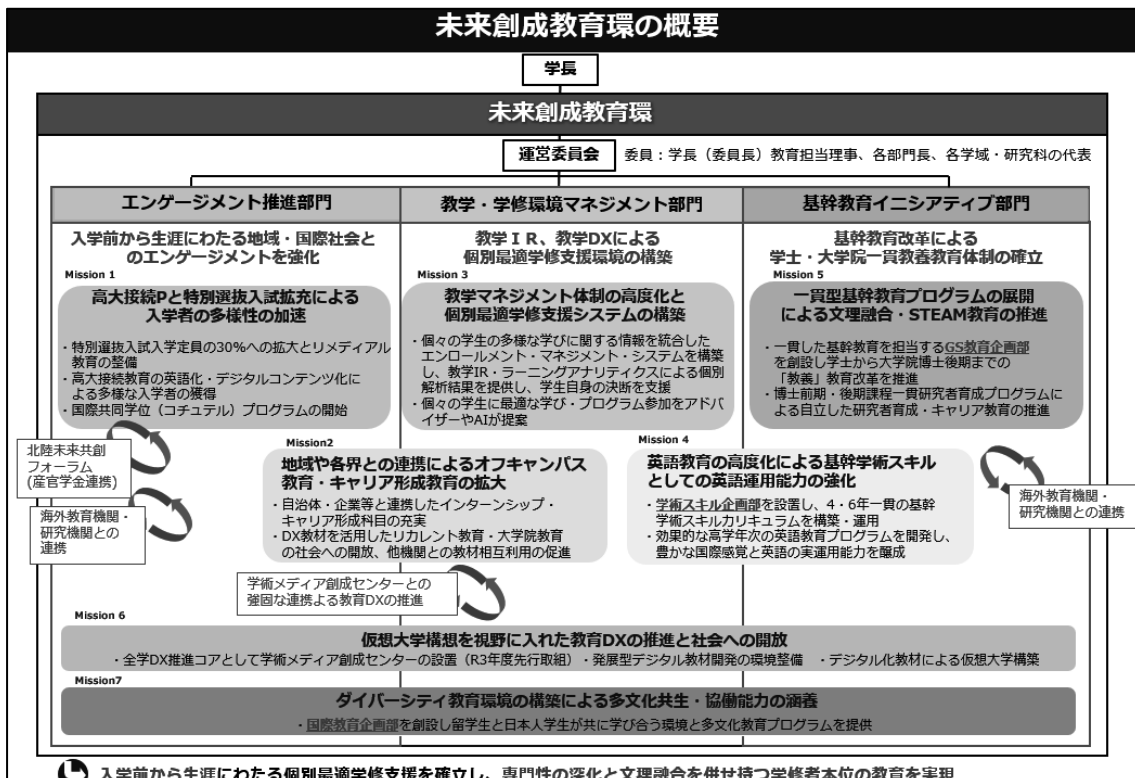 未来創成教育環の概要
学長
未来創成教育環
運営委員会
委員：学長（委員長）教育担当理事、各部門長、各学域・研究科の代表
エンゲージメント推進部門
入学前から生涯にわたる地域・国際社会と
のエンゲージメントを強化
Mission 1
高大接続Pと特別選抜入試拡充による
入学者の多様性の加速
・特別選抜入試入学定員の30%への拡大とリメディアル
教育の整備
・高大接続教育の英語化・デジタルコンテンツ化に
よる多様な入学者の獲得
・国際共同学位（コチュテル）プログラムの開始
教学・学修環境マネジメント部門
教学ＩＲ、教学DXによる
個別最適学修支援環境の構築
Mission 3
教学マネジメント体制の高度化と
個別最適学修支援システムの構築
・個々の学生の多様な学びに関する情報を統合した
エンロールメント・マネジメント・システムを構築
し、教学IR・ラーニングアナリティクスによる個別
解析結果を提供し、学生自身の決断を支援
・個々の学生に最適な学び・プログラム参加をアドバ
イザーやAIが提案
基幹教育イニシアティブ部門
基幹教育改革による
学士・大学院一貫教養教育体制の確立
Mission 5
一貫型基幹教育プログラムの展開
による文理融合・STEAM教育の推進
・一貫した基幹教育を担当するGS教育企画部
を創設し学士から大学院博士後期までの
「教義」教育改革を推進
・博士前期・後期課程一貫研究者育成プログラムに
よる自立した研究者育成・キャリア教育の推進
北陸未来共創
フォーラム
(産官学金連携)
海外教育機関・
研究機関との
連携
Mission2
地域や各界との連携によるオフキャンパス
教育・キャリア形成教育の拡大
・自治体・企業等と連携したインターンシップ・
キャリア形成科目の充実
・DX教材を活用したリカレント教育・大学院教育
の社会への開放、他機関との教材相互利用の促進
Mission 4
英語教育の高度化による基幹学術スキル
としての英語運用能力の強化
・学術スキル企画部を設置し、4・6年一貫の基幹
学術スキルカリキュラムを構築・運用
・効果的な高学年次の英語教育プログラムを開発し、
豊かな国際感覚と英語の実運用能力を醸成
海外教育機関・
研究機関との連携
学術メディア創成センターとの
強固な連携よる教育DXの推進
Mission 6
仮想大学構想を視野に入れた教育DXの推進と社会への開放
・全学DX推進コアとして学術メディア創成センターの設置（R3年度先行取組）・発展型デジタル教材開発の環境整備　・デジタル化教材による仮想大学構築
Mission7
ダイバーシティ教育環境の構築による多文化共生・協働能力の涵養
・国際教育企画部を創設し留学生と日本人学生が共に学び合う環境と多文化教育プログラムを提供
入学前から生涯にわたる個別最適学修支援を確立し、専門性の深化と文理融合を併せ持つ学修者本位の教育を実現